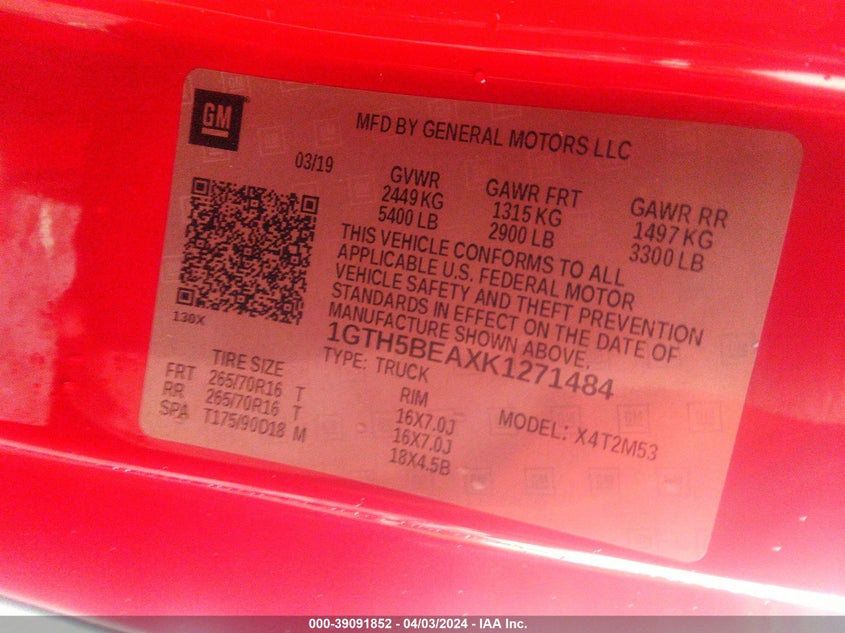 GM
MFD BY GENERAL MOTORS LLC
03/19
GVWR
2449 KG
5400 LB
GAWR FRT
1315 KG
2900 LB
GAWR RR
1497 KG
3300 LB
THIS VEHICLE CONFORMS TO ALL
APPLICABLE U.S. FEDERAL MOTOR
VEHICLE SAFETY AND THEFT PREVENTION
STANDARDS IN EFFECT ON THE DATE OF
MANUFACTURE SHOWN ABOVE.
130X
1GTH5BEAXK1271484
TYPE: TRUCK
TIRE SIZE
FRT 265/70R16 T
RR 265/70R16 T
SPA T175/90D18 M
RIM
16X7.0J
16X7.0J
18X4.5B
MODEL: X4T2M53
000-39091852 - 04/03/2024 - IAA Inc.